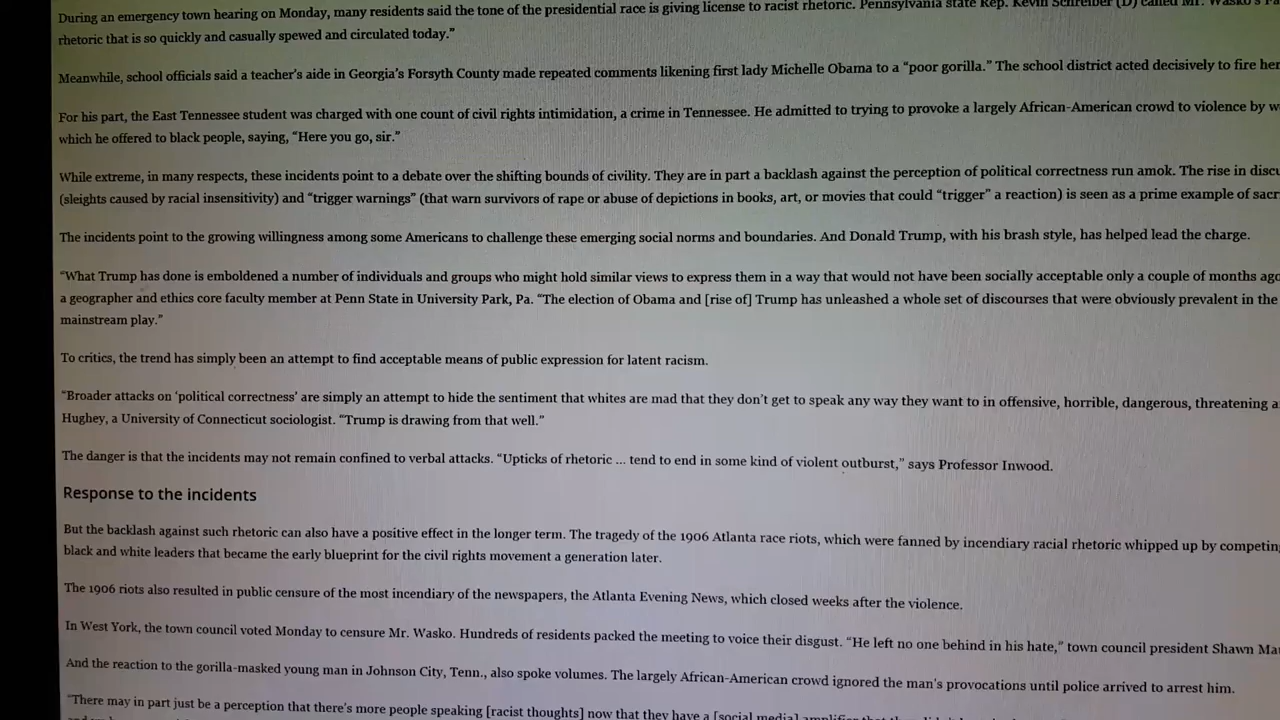 During an emergency town hearing on Monday, many residents said the tone of the presidential race is giving license to racist rhetoric. Pennsylvania state Rep. Kevin Schreiber (D) called Mr. Wasko's
rhetoric that is so quickly and casually spewed and circulated today.”
Meanwhile, school officials said a teacher's aide in Georgia's Forsyth County made repeated comments likening first lady Michelle Obama to a “poor gorilla.” The school district acted decisively to fire her
For his part, the East Tennessee student was charged with one count of civil rights intimidation, a crime in Tennessee. He admitted to trying to provoke a largely African-American crowd to violence by
which he offered to black people, saying, “Here you go, sir.”
While extreme, in many respects, these incidents point to a debate over the shifting bounds of civility. They are in part a backlash against the perception of political correctness run amok. The rise in
(sleights caused by racial insensitivity) and “trigger warnings” (that warn survivors of rape or abuse of depictions in books, art, or movies that could “trigger” a reaction) is seen as a prime example of
The incidents point to the growing willingness among some Americans to challenge these emerging social norms and boundaries. And Donald Trump, with his brash style, has helped lead the charge.
“What Trump has done is emboldened a number of individuals and groups who might hold similar views to express them in a way that would not have been socially acceptable only a couple of months ago
a geographer and ethics core faculty member at Penn State in University Park, Pa. “The election of Obama and [rise of] Trump has unleashed a whole set of discourses that were obviously prevalent in the
mainstream play.”
To critics, the trend has simply been an attempt to find acceptable means of public expression for latent racism.
“Broader attacks on ‘political correctness’ are simply an attempt to hide the sentiment that whites are mad that they don't get to speak any way they want to in offensive, horrible, dangerous, threatening
Hughey, a University of Connecticut sociologist. “Trump is drawing from that well.”
The danger is that the incidents may not remain confined to verbal attacks. “Upticks of rhetoric ... tend to end in some kind of violent outburst,” says Professor Inwood.
Response to the incidents
But the backlash against such rhetoric can also have a positive effect in the longer term. The tragedy of the 1906 Atlanta race riots, which were fanned by incendiary racial rhetoric whipped up by competing
black and white leaders that became the early blueprint for the civil rights movement a generation later.
The 1906 riots also resulted in public censure of the most incendiary of the newspapers, the Atlanta Evening News, which closed weeks after the violence.
In West York, the town council voted Monday to censure Mr. Wasko. Hundreds of residents packed the meeting to voice their disgust. “He left no one behind in his hate,” town council president Shawn
And the reaction to the gorilla-masked young man in Johnson City, Tenn., also spoke volumes. The largely African-American crowd ignored the man's provocations until police arrived to arrest him.
“There may in part just be a perception that there's more people speaking [racist thoughts] now that they have a [social media]